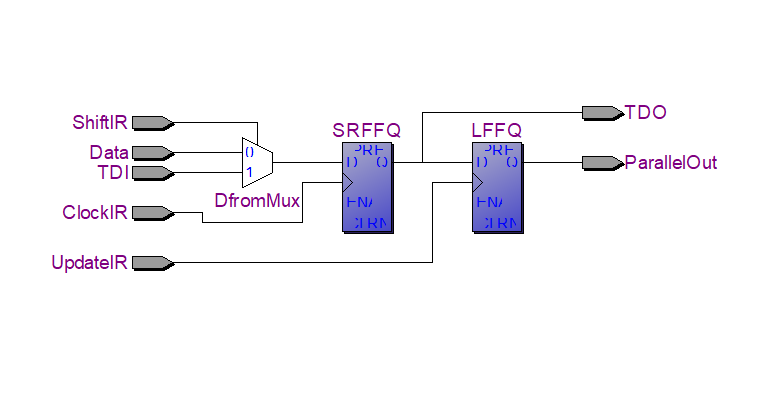 ShiftIR
Data
TDI
ClockIR
UpdateIR
0
1
DfromMux
SRFFQ
D
PRE
Q
ENA
CLRN
LFFQ
D
PRE
Q
ENA
CLRN
TDO
ParallelOut